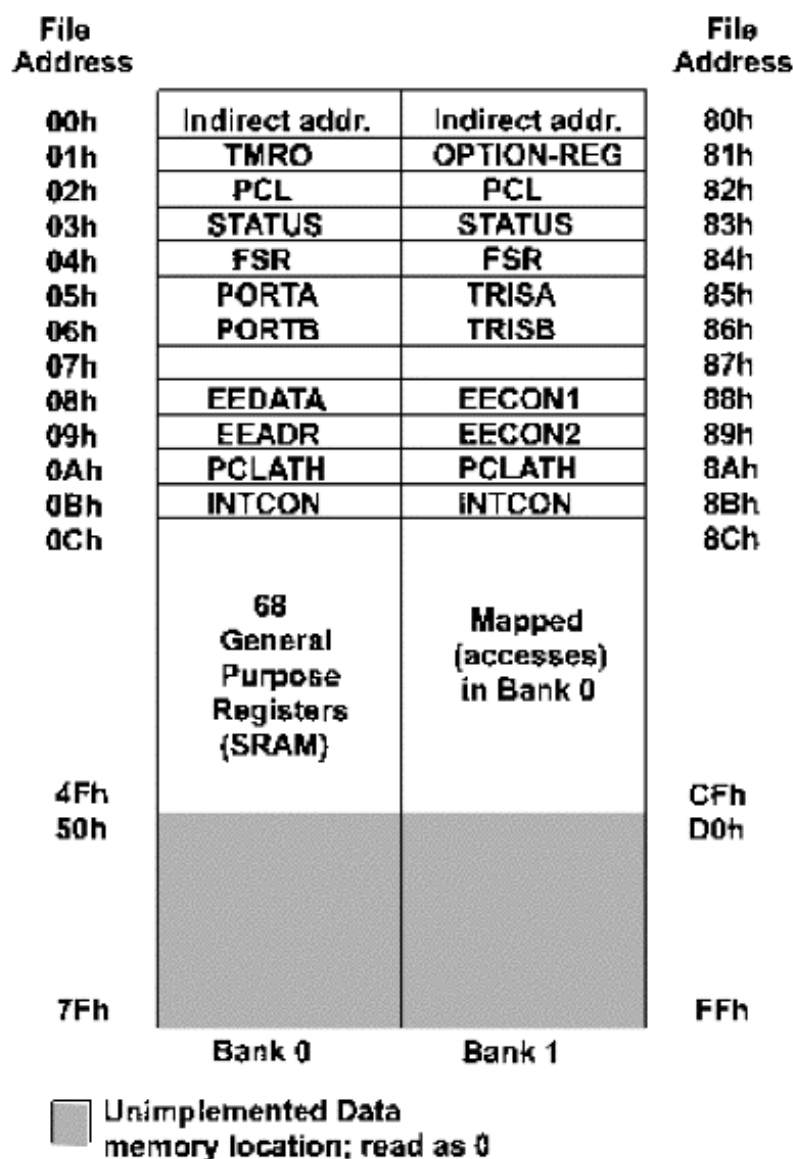 File Address File Address
00h Indirect addr. Indirect addr. 80h
01h TMRO OPTION-REG 81h
02h PCL PCL 82h
03h STATUS STATUS 83h
04h FSR FSR 84h
05h PORTA TRISA 85h
06h PORTB TRISB 86h
07h 87h
08h EEDATA EECON1 88h
09h EEADR EECON2 89h
0Ah PCLATH PCLATH 8Ah
0Bh INTCON INTCON 8Bh
0Ch 8Ch
68
General
Purpose
Registers
(SRAM)
Mapped
(accesses)
in Bank 0
4Fh CFh
50h D0h
7Fh FFh
Bank 0 Bank 1
Unimplemented Data
memory location; read as 0